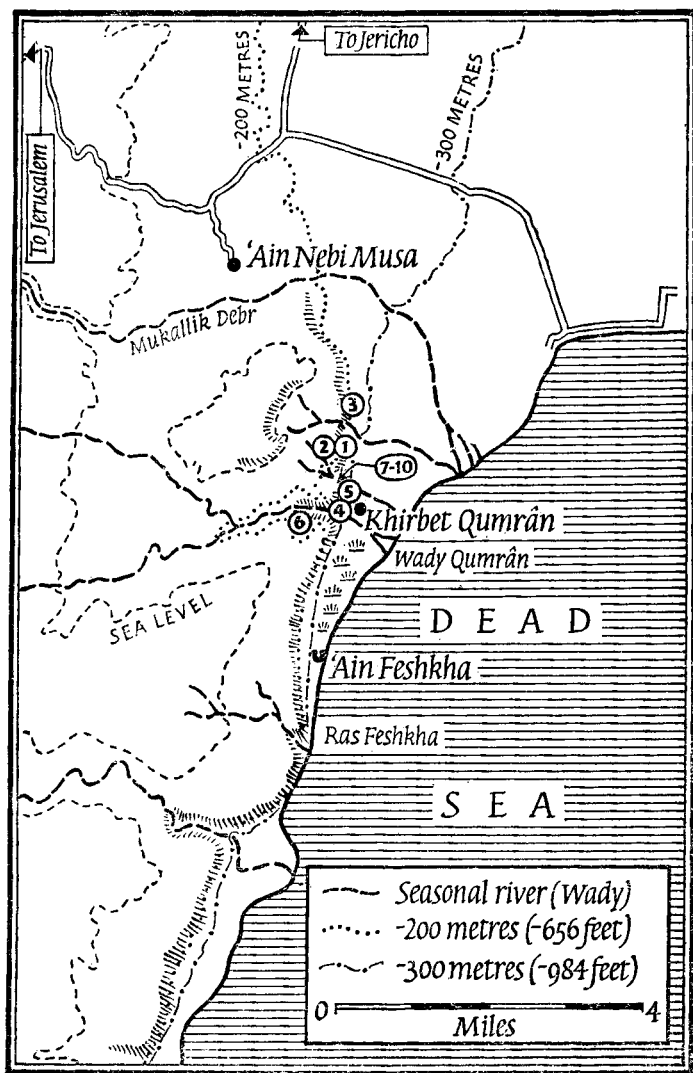 To Jericho
-200 METRES
-300 METRES
To Jerusalem
'Ain Nebi Musa
Mukallik Debr
3
2
1
7-10
5
4
6
Khirbet Qumrân
Wady Qumrân
SEA LEVEL
DEAD
'Ain Feshkha
Ras Feshkha
SEA
Seasonal river (Wady)
-200 metres (-656 feet)
-300 metres (-984 feet)
0 4
Miles